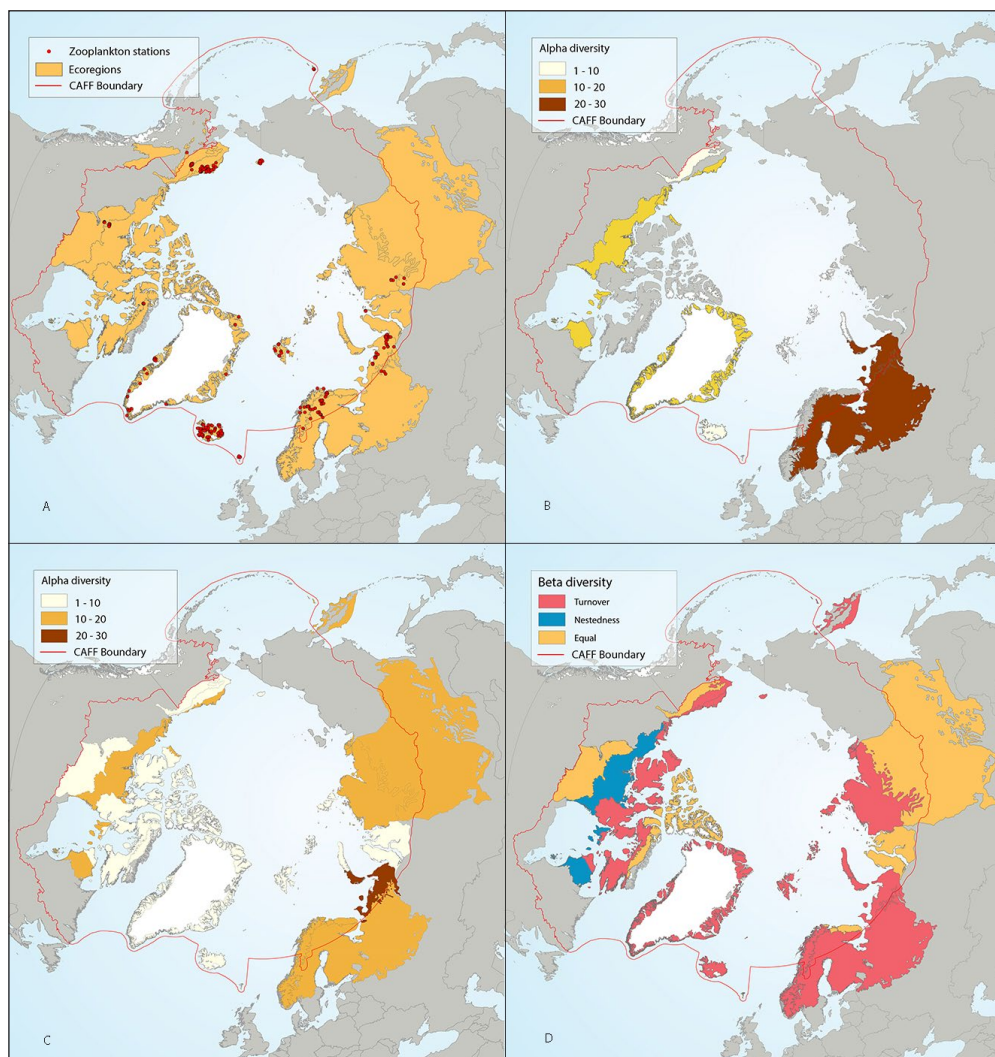 Zooplankton stations
Ecoregions
CAFF Boundary
A
Alpha diversity
1 - 10
10 - 20
20 - 30
CAFF Boundary
B
Alpha diversity
1 - 10
10 - 20
20 - 30
CAFF Boundary
C
Beta diversity
Turnover
Nestedness
Equal
CAFF Boundary
D